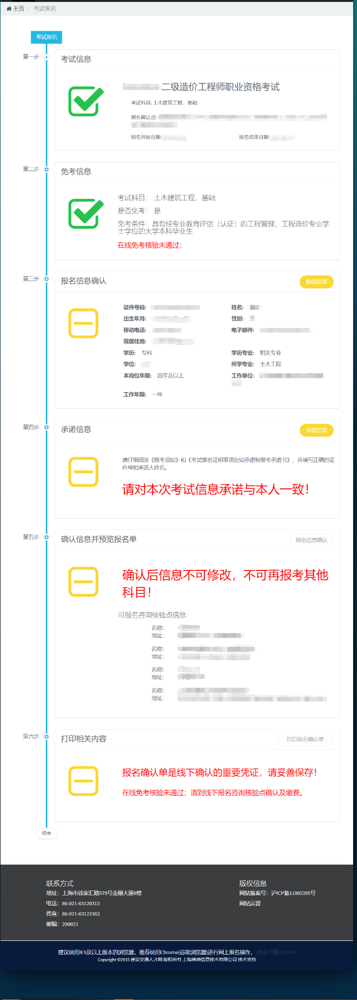 主页 / 考试报名
考试报名
第一步
考试信息
二级造价工程师职业资格考试
考试科目: 土木建筑工程，基础
报名确认点:
报名开始日期:
报名结束日期:
第二步
免考信息
考试科目： 土木建筑工程，基础
是否免考： 是
免考条件：具有经专业教育评估（认证）的工程管理、工程造价专业学
士学位的大学本科毕业生
在线免考核验未通过；
第三步
报名信息确认
编辑信息
证件号码:
姓名:
出生年月:
性别:
移动电话:
电子邮件:
现居住地:
学历: 专科
学历专业: 相关专业
学位:
所学专业: 土木工程
本岗位年限: 四年及以上
工作单位:
工作年限: 一年
第四步
承诺信息
承诺信息
请仔细阅读《报考须知》和《考试报名证明事项告知承诺制报考承诺书》，并填写正确的证
件号和承诺人姓名。
请对本次考试信息承诺与本人一致！
第五步
确认信息并预览报名单
报名信息确认
确认后信息不可修改，不可再报考其他
科目！
可报名咨询核验点信息：
名称：
地址：
名称：
地址：
名称：
地址：
名称：
地址：
第六步
打印相关内容
打印报名确认单
报名确认单是线下确认的重要凭证，请妥善保存！
在线免考核验未通过；请到线下报名咨询核验点确认及缴费。
结束
联系方式
地址：上海市徐家汇路579号金丽大厦8楼
电话：86-021-63120313
传真：86-021-63122363
邮编：200023
版权信息
网站备案号：沪ICP备11005395号
网站运营
建议使用IE9及以上版本的浏览器，推荐使用Chrome(谷歌浏览器)进行网上报名操作， 点击下载Chrome
Copyright ©2015 建设交通人才网 版权所有 上海博坤信息技术有限公司 技术支持